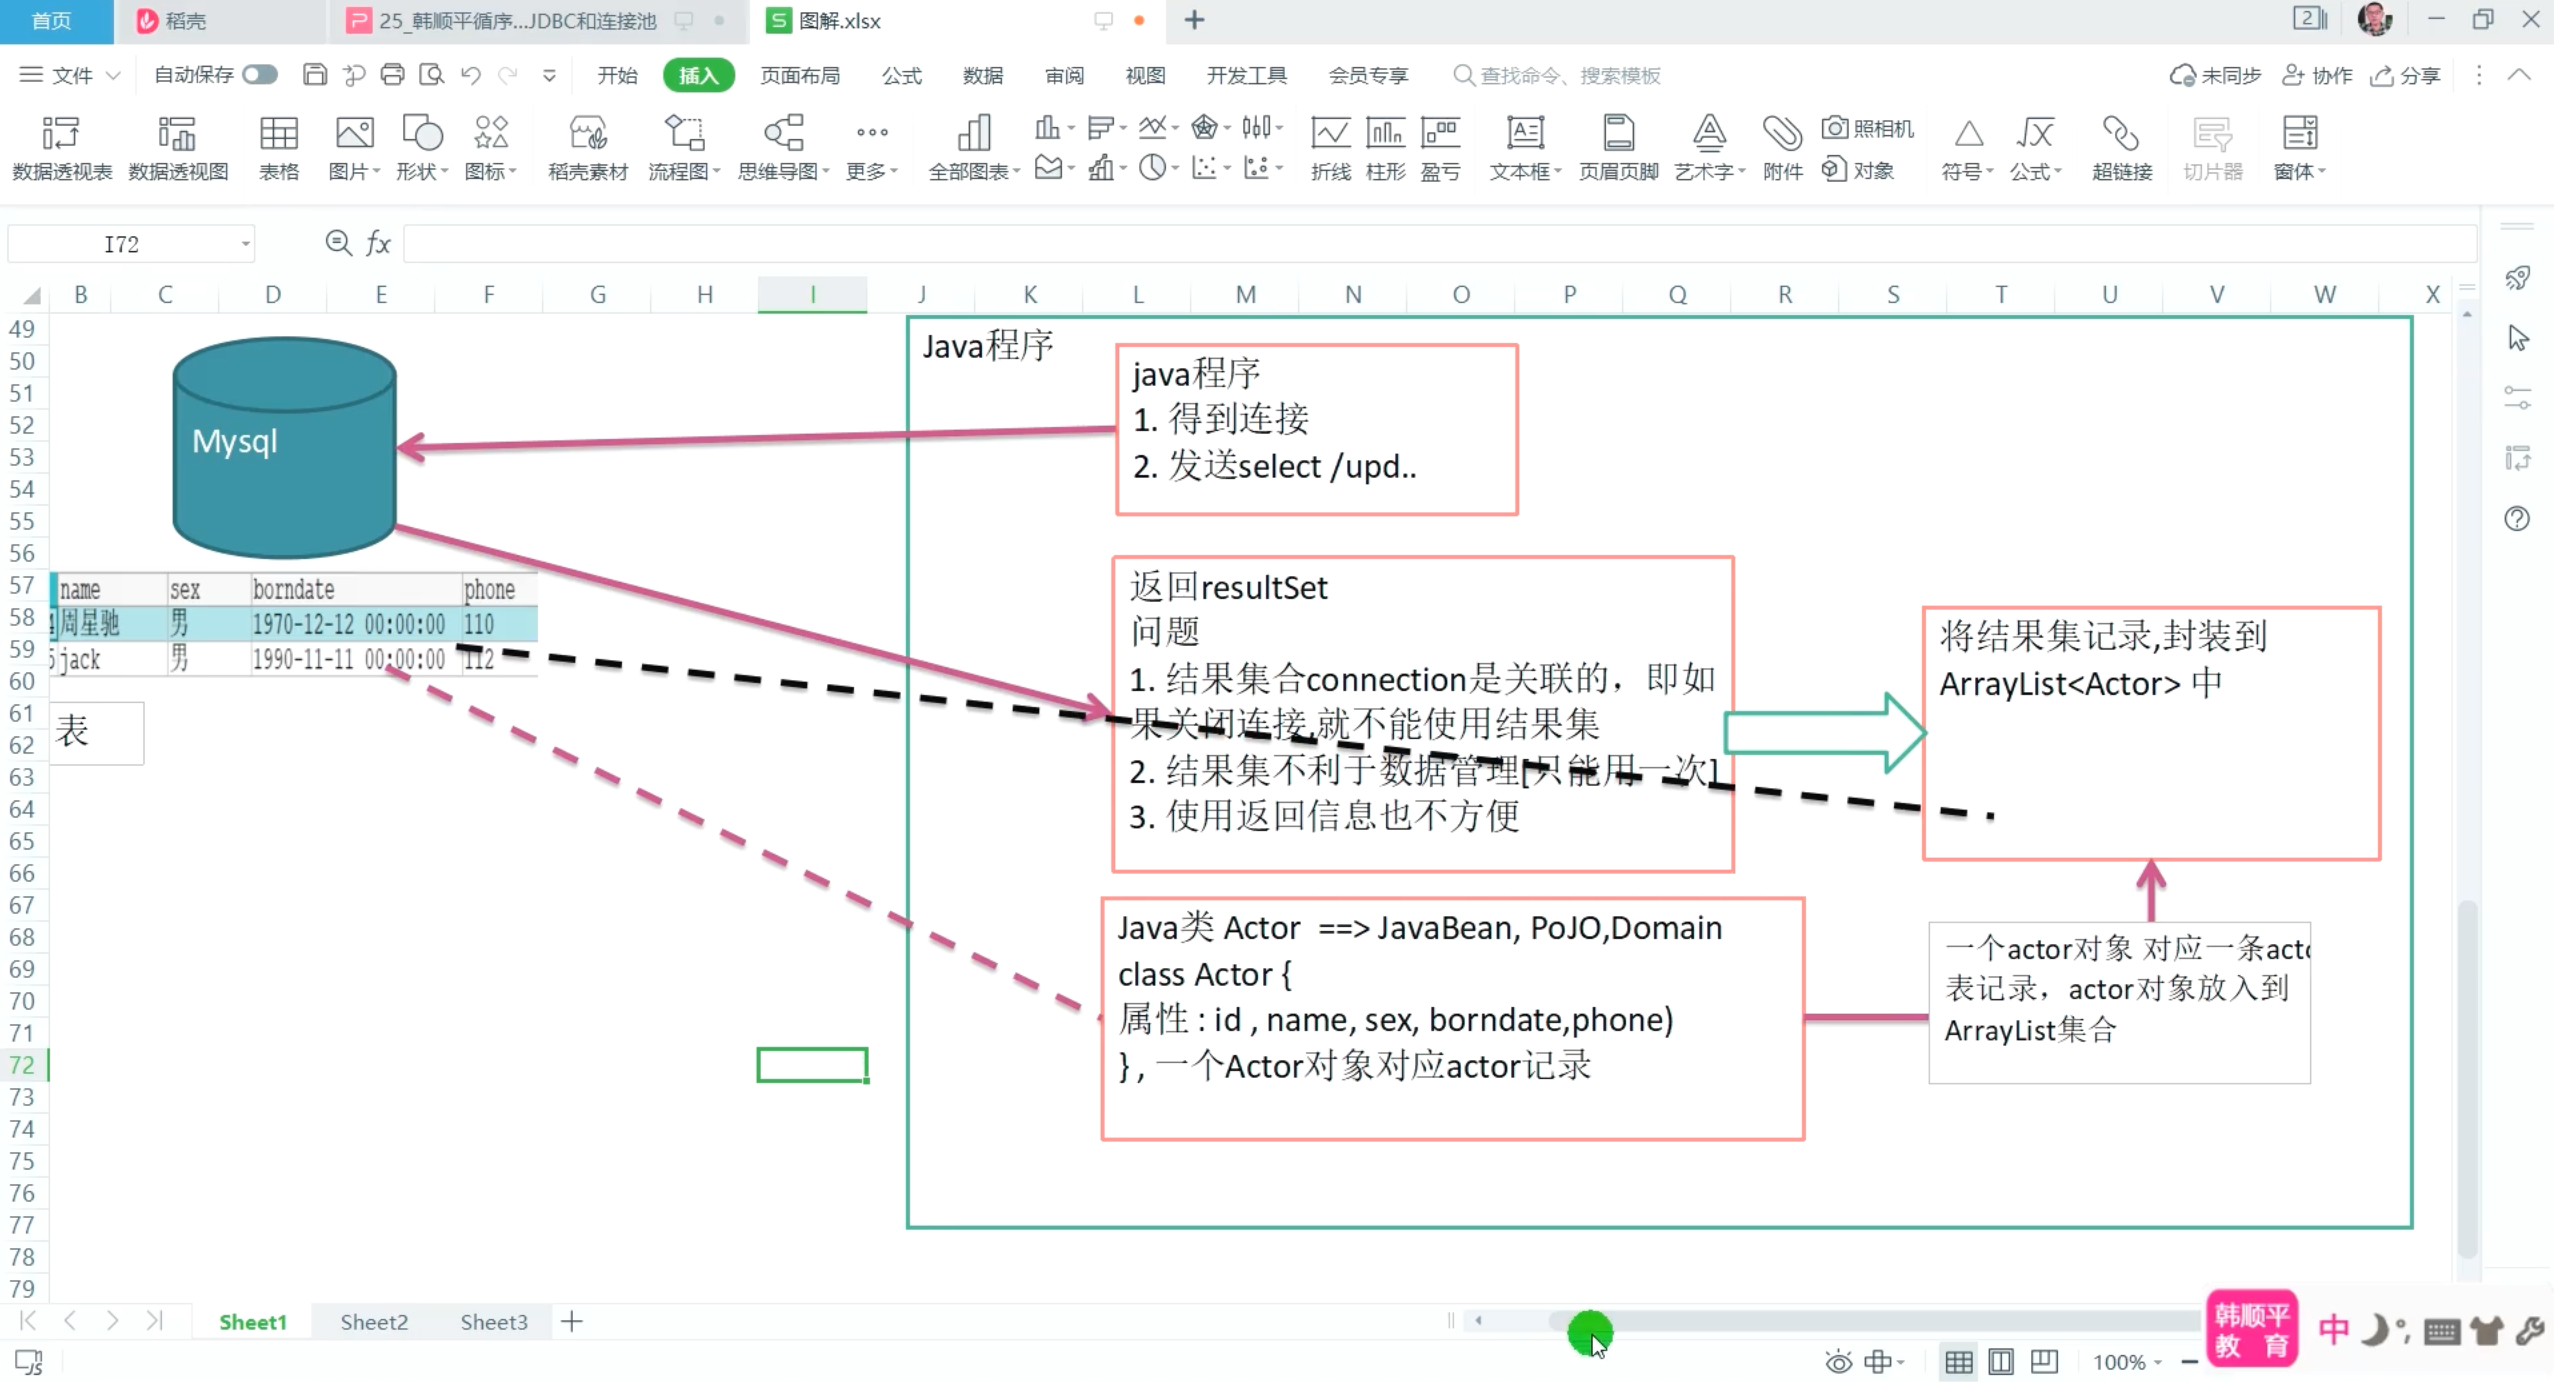 首页
稻壳
25_韩顺平循序...JDBC和连接池
图解.xlsx
文件
自动保存
开始
插入
页面布局
公式
数据
审阅
视图
开发工具
会员专享
查找命令、搜索模板
未同步
协作
分享
数据透视表
数据透视图
表格
图片
形状
图标
稻壳素材
流程图
思维导图
更多
全部图表
折线
柱形
盈亏
文本框
页眉页脚
艺术字
附件
照相机
对象
符号
公式
超链接
切片器
窗体
I72
fx
B C D E F G H I J K L M N O P Q R S T U V W X
49
50
51
52
53
54
55
56
57
58
59
60
61
62
63
64
65
66
67
68
69
70
71
72
73
74
75
76
77
78
79
Mysql
name sex borndate phone
周星驰 男 1970-12-12 00:00:00 110
jack 男 1990-11-11 00:00:00 112
表
Java程序
java程序
1. 得到连接
2. 发送select /upd..
返回resultSet
问题
1. 结果集合connection是关联的，即如
果关闭连接,就不能使用结果集
2. 结果集不利于数据管理[只能用一次]
3. 使用返回信息也不方便
将结果集记录,封装到
ArrayList<Actor> 中
Java类 Actor ==> JavaBean, PoJO,Domain
class Actor {
属性 : id , name, sex, borndate,phone)
} , 一个Actor对象对应actor记录
一个actor对象 对应一条acto
表记录，actor对象放入到
ArrayList集合
Sheet1
Sheet2
Sheet3
100%
韩顺平
教 育
中